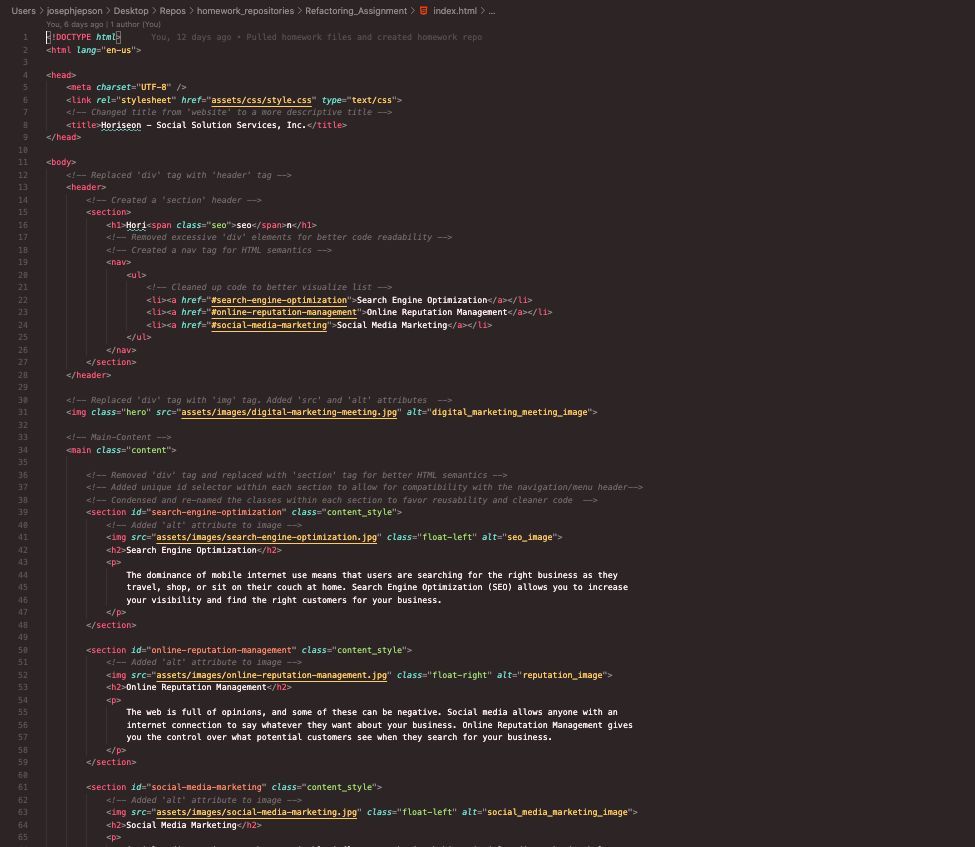 Users > josephjepson > Desktop > Repos > homework_repositories > Refactoring_Assignment > index.html > ...
You, 6 days ago | 1 author (You)
1 <!DOCTYPE html> You, 12 days ago • Pulled homework files and created homework repo
2 <html lang="en-us">
3
4 <head>
5 <meta charset="UTF-8" />
6 <link rel="stylesheet" href="assets/css/style.css" type="text/css">
7 <!-- Changed title from 'website' to a more descriptive title -->
8 <title>Horiseon - Social Solution Services, Inc.</title>
9 </head>
10
11 <body>
12 <!-- Replaced 'div' tag with 'header' tag -->
13 <header>
14 <!-- Created a 'section' header -->
15 <section>
16 <h1>Hori<span class="seo">seo</span>n</h1>
17 <!-- Removed excessive 'div' elements for better code readability -->
18 <!-- Created a nav tag for HTML semantics -->
19 <nav>
20 <ul>
21 <!-- Cleaned up code to better visualize list -->
22 <li><a href="#search-engine-optimization">Search Engine Optimization</a></li>
23 <li><a href="#online-reputation-management">Online Reputation Management</a></li>
24 <li><a href="#social-media-marketing">Social Media Marketing</a></li>
25 </ul>
26 </nav>
27 </section>
28 </header>
29
30 <!-- Replaced 'div' tag with 'img' tag. Added 'src' and 'alt' attributes -->
31 <img class="hero" src="assets/images/digital-marketing-meeting.jpg" alt="digital_marketing_meeting_image">
32
33 <!-- Main-Content -->
34 <main class="content">
35
36 <!-- Removed 'div' tag and replaced with 'section' tag for better HTML semantics -->
37 <!-- Added unique id selector within each section to allow for compatibility with the navigation/menu header-->
38 <!-- Condensed and re-named the classes within each section to favor reusability and cleaner code -->
39 <section id="search-engine-optimization" class="content_style">
40 <!-- Added 'alt' attribute to image -->
41 <img src="assets/images/search-engine-optimization.jpg" class="float-left" alt="seo_image">
42 <h2>Search Engine Optimization</h2>
43 <p>
44 The dominance of mobile internet use means that users are searching for the right business as they
45 travel, shop, or sit on their couch at home. Search Engine Optimization (SEO) allows you to increase
46 your visibility and find the right customers for your business.
47 </p>
48 </section>
49
50 <section id="online-reputation-management" class="content_style">
51 <!-- Added 'alt' attribute to image -->
52 <img src="assets/images/online-reputation-management.jpg" class="float-right" alt="reputation_image">
53 <h2>Online Reputation Management</h2>
54 <p>
55 The web is full of opinions, and some of these can be negative. Social media allows anyone with an
56 internet connection to say whatever they want about your business. Online Reputation Management gives
57 you the control over what potential customers see when they search for your business.
58 </p>
59 </section>
60
61 <section id="social-media-marketing" class="content_style">
62 <!-- Added 'alt' attribute to image -->
63 <img src="assets/images/social-media-marketing.jpg" class="float-left" alt="social_media_marketing_image">
64 <h2>Social Media Marketing</h2>
65 <p>